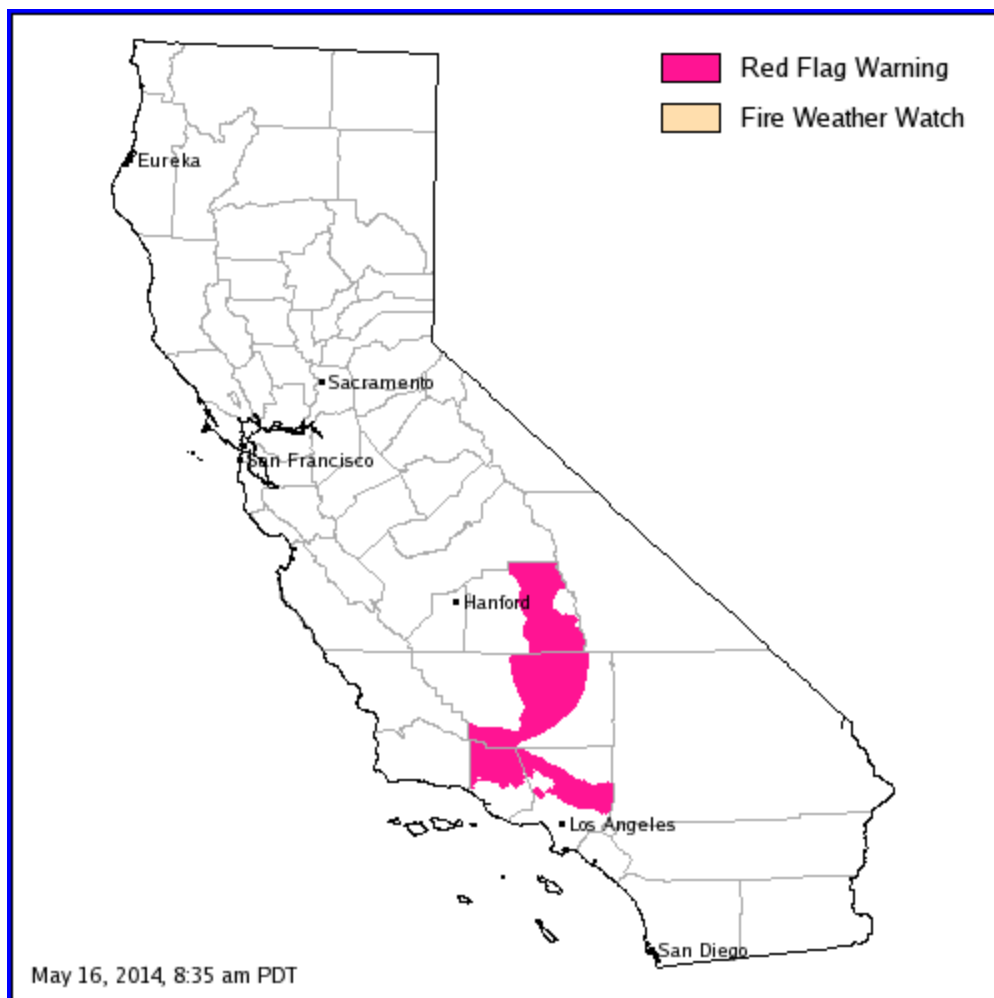 Red Flag Warning
Fire Weather Watch
Eureka
Sacramento
San Francisco
Hanford
Los Angeles
San Diego
May 16, 2014, 8:35 am PDT